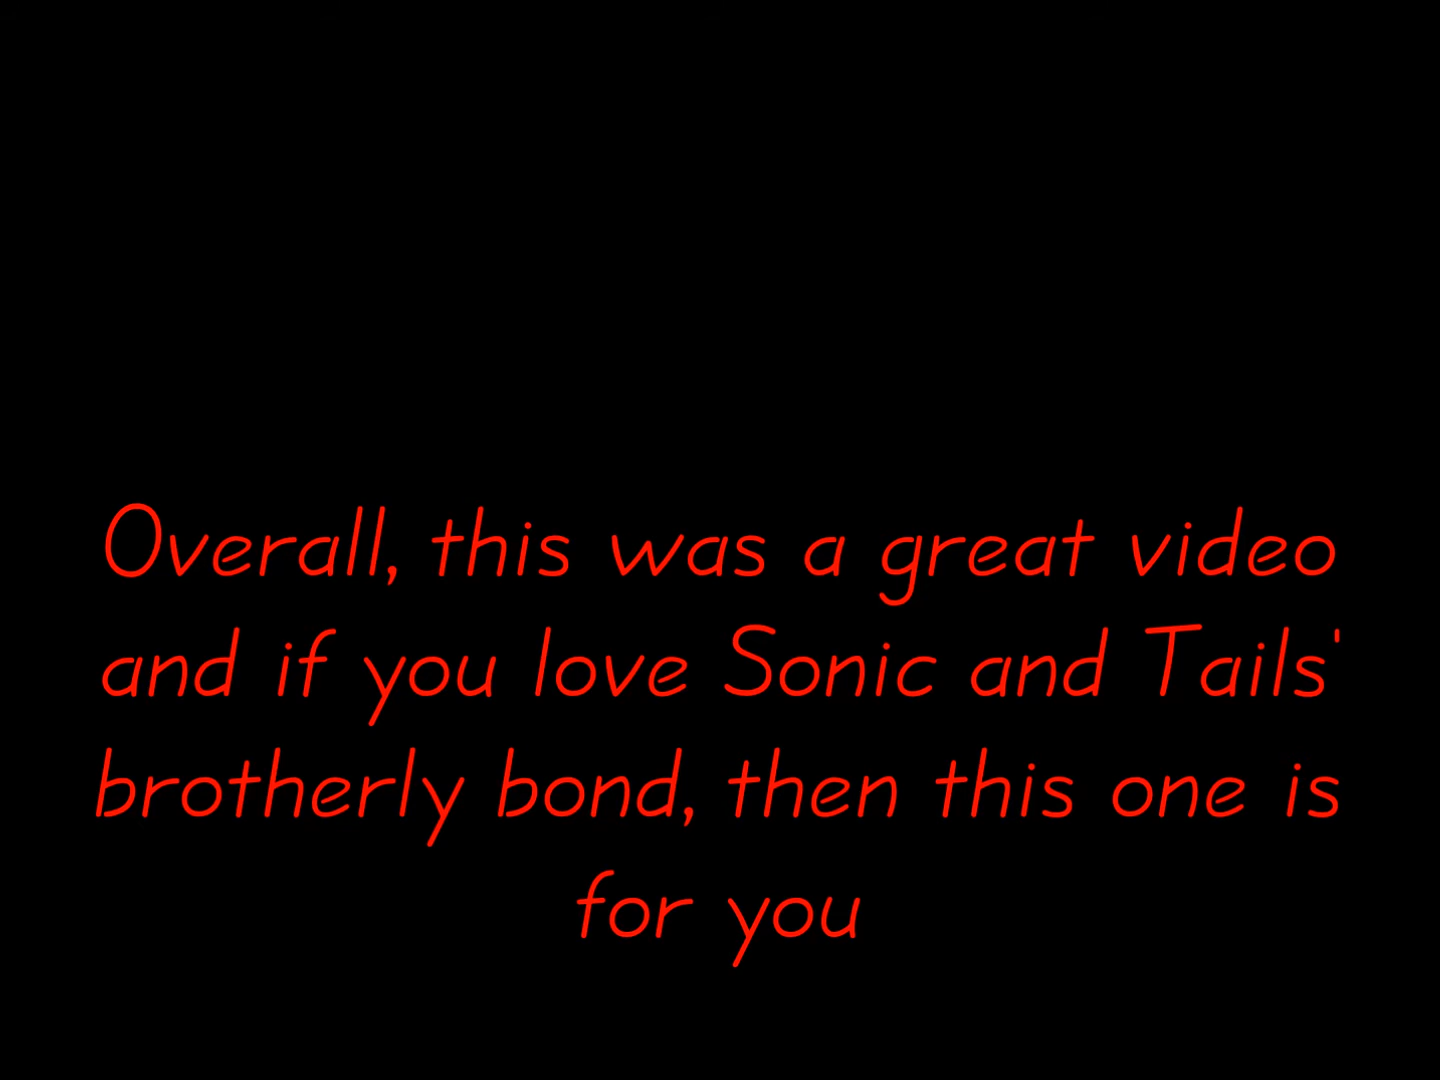 Overall, this was a great video
and if you love Sonic and Tails'
brotherly bond, then this one is
for you